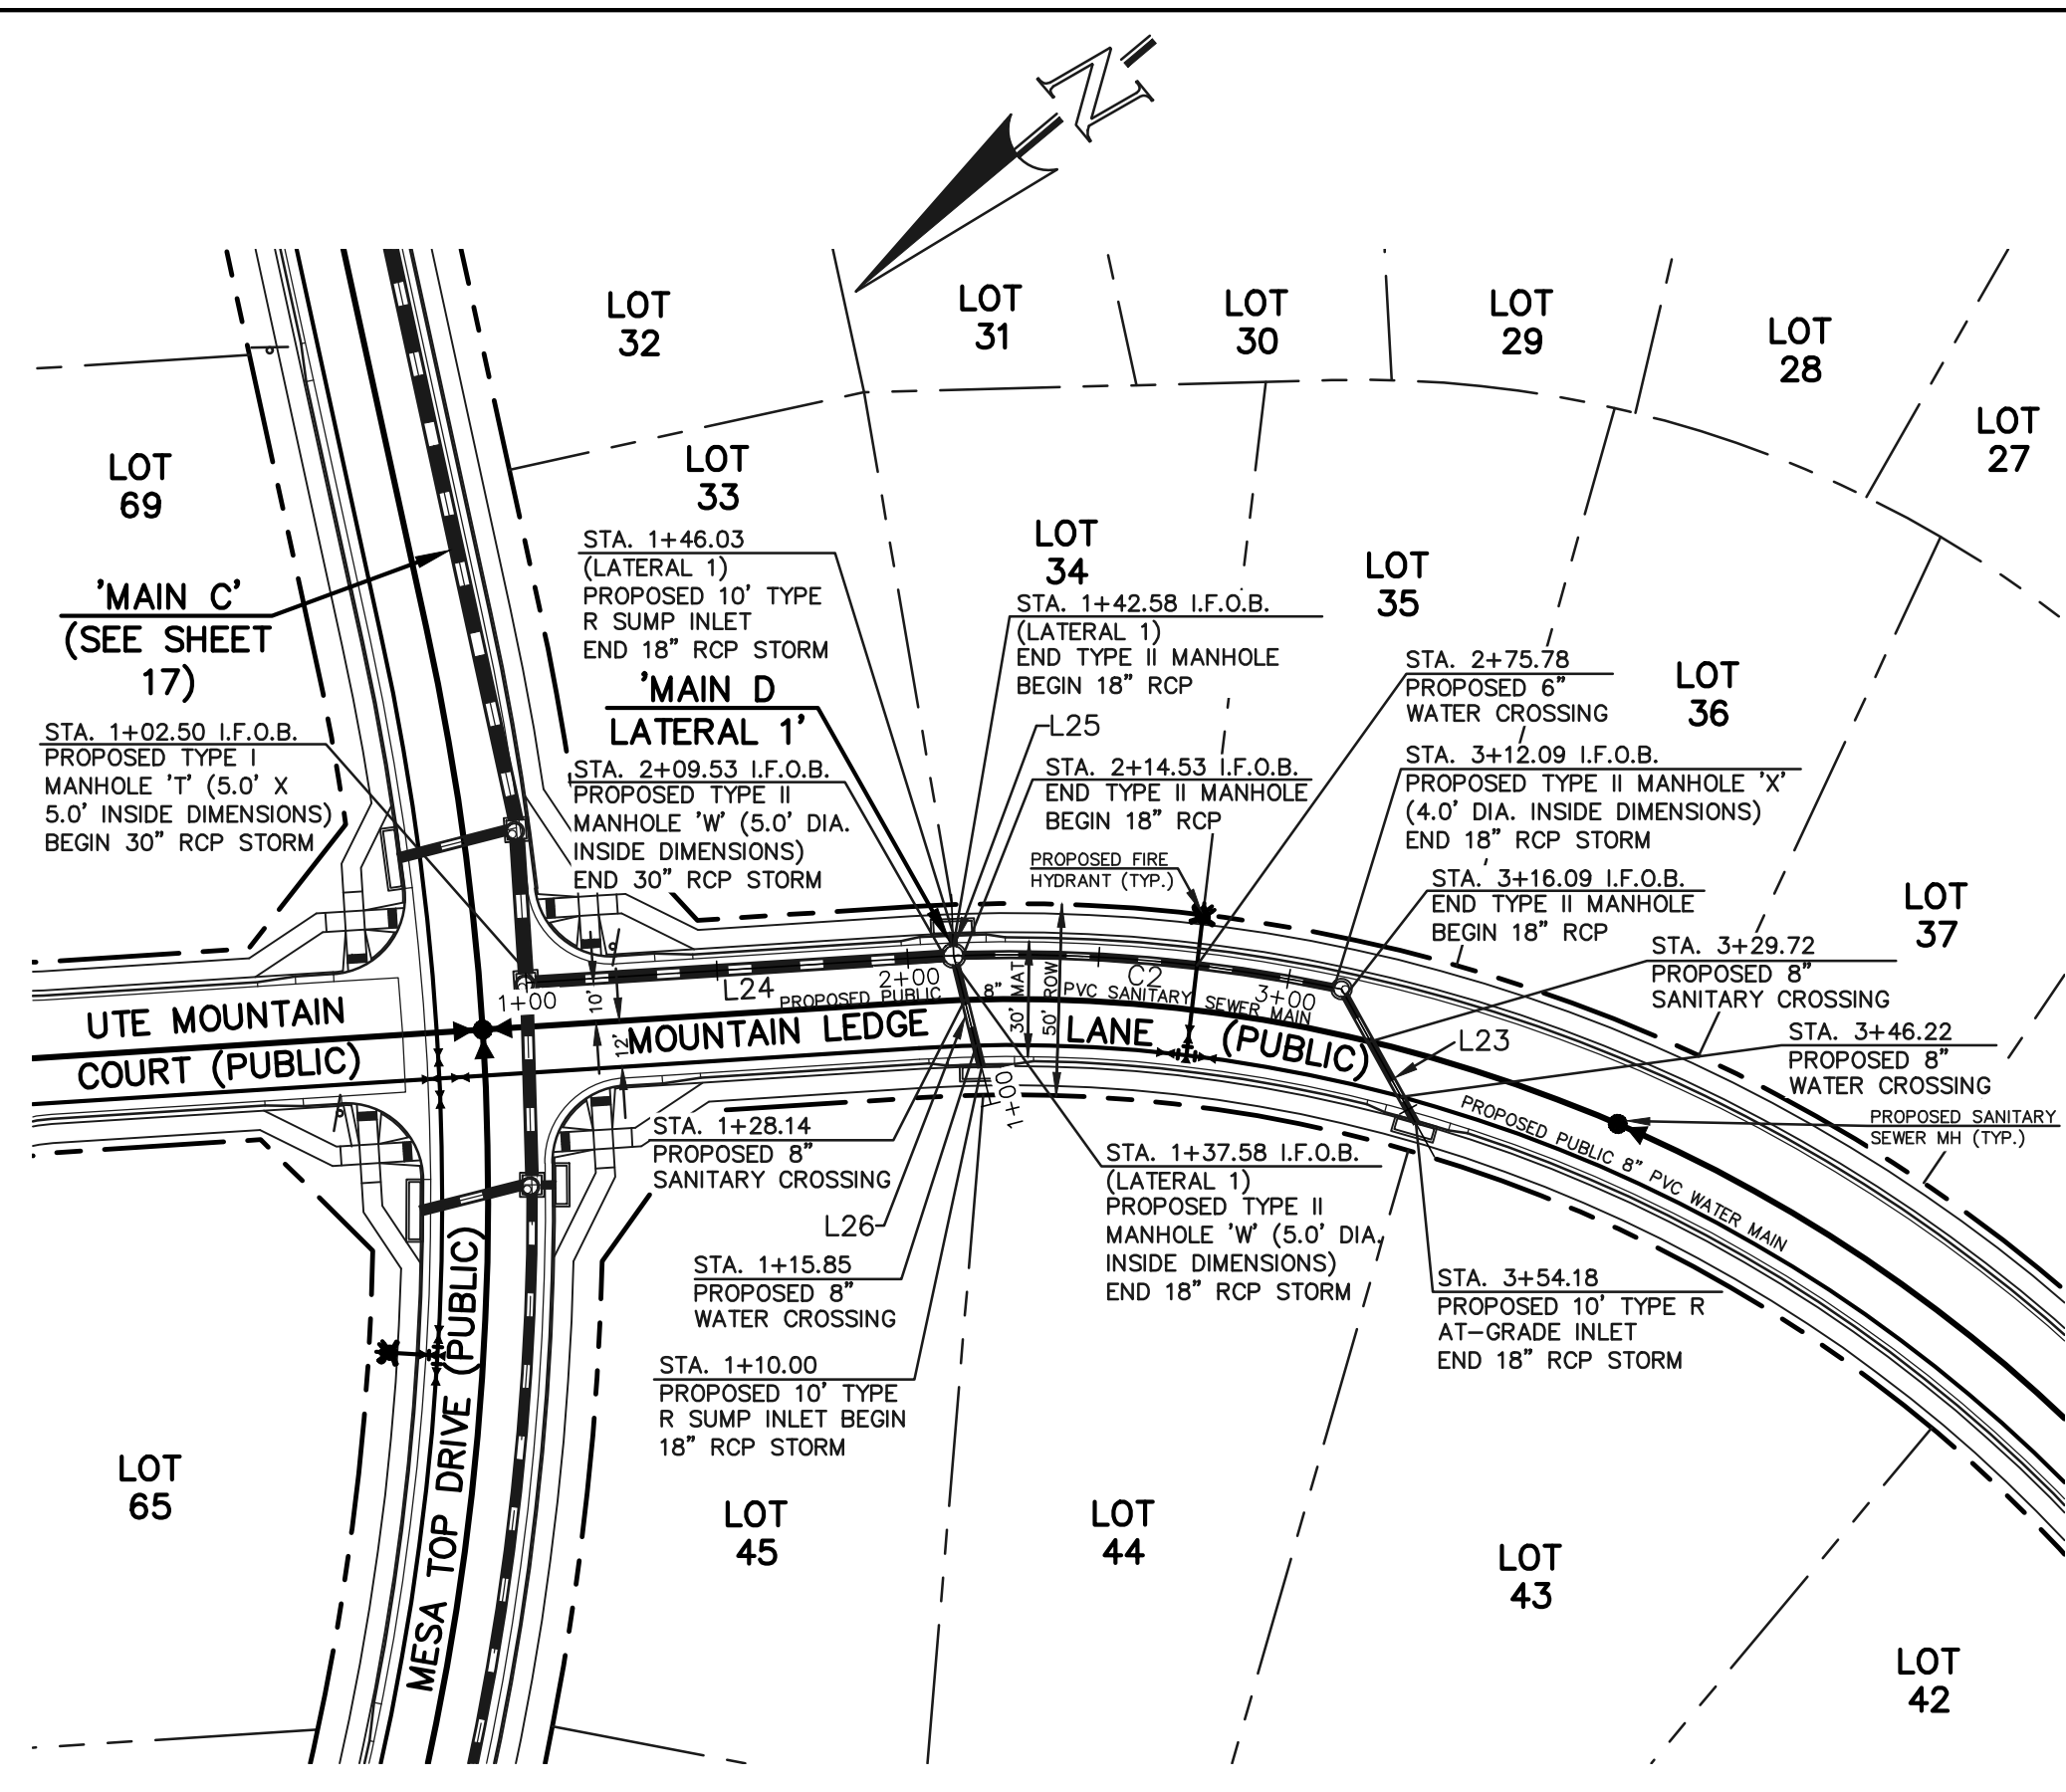 N
LOT
32
LOT
31
LOT
30
LOT
29
LOT
28
LOT
27
LOT
69
LOT
33
LOT
34
LOT
35
LOT
36
LOT
37
'MAIN C'
(SEE SHEET
17)
STA. 1+46.03
(LATERAL 1)
PROPOSED 10' TYPE
R SUMP INLET
END 18" RCP STORM
'MAIN D
LATERAL 1'
STA. 1+42.58 I.F.O.B.
(LATERAL 1)
END TYPE II MANHOLE
BEGIN 18" RCP
L25
STA. 2+75.78
PROPOSED 6"
WATER CROSSING
STA. 1+02.50 I.F.O.B.
PROPOSED TYPE I
MANHOLE 'T' (5.0' X
5.0' INSIDE DIMENSIONS)
BEGIN 30" RCP STORM
STA. 2+09.53 I.F.O.B.
PROPOSED TYPE II
MANHOLE 'W' (5.0' DIA.
INSIDE DIMENSIONS)
END 30" RCP STORM
STA. 2+14.53 I.F.O.B.
END TYPE II MANHOLE
BEGIN 18" RCP
STA. 3+12.09 I.F.O.B.
PROPOSED TYPE II MANHOLE 'X'
(4.0' DIA. INSIDE DIMENSIONS)
END 18" RCP STORM
PROPOSED FIRE
HYDRANT (TYP.)
STA. 3+16.09 I.F.O.B.
END TYPE II MANHOLE
BEGIN 18" RCP
STA. 3+29.72
PROPOSED 8"
SANITARY CROSSING
STA. 3+46.22
PROPOSED 8"
WATER CROSSING
PROPOSED SANITARY
SEWER MH (TYP.)
1+00
L24
2+00
C2
3+00
L23
10'
12'
30' MAT
50' ROW
PROPOSED PUBLIC 8" PVC SANITARY SEWER MAIN
UTE MOUNTAIN
COURT (PUBLIC)
MOUNTAIN LEDGE LANE (PUBLIC)
1+00
PROPOSED PUBLIC 8" PVC WATER MAIN
STA. 1+28.14
PROPOSED 8"
SANITARY CROSSING
L26
STA. 1+15.85
PROPOSED 8"
WATER CROSSING
STA. 1+10.00
PROPOSED 10' TYPE
R SUMP INLET BEGIN
18" RCP STORM
STA. 1+37.58 I.F.O.B.
(LATERAL 1)
PROPOSED TYPE II
MANHOLE 'W' (5.0' DIA.
INSIDE DIMENSIONS)
END 18" RCP STORM
STA. 3+54.18
PROPOSED 10' TYPE R
AT-GRADE INLET
END 18" RCP STORM
MESA TOP DRIVE (PUBLIC)
LOT
65
LOT
45
LOT
44
LOT
43
LOT
42